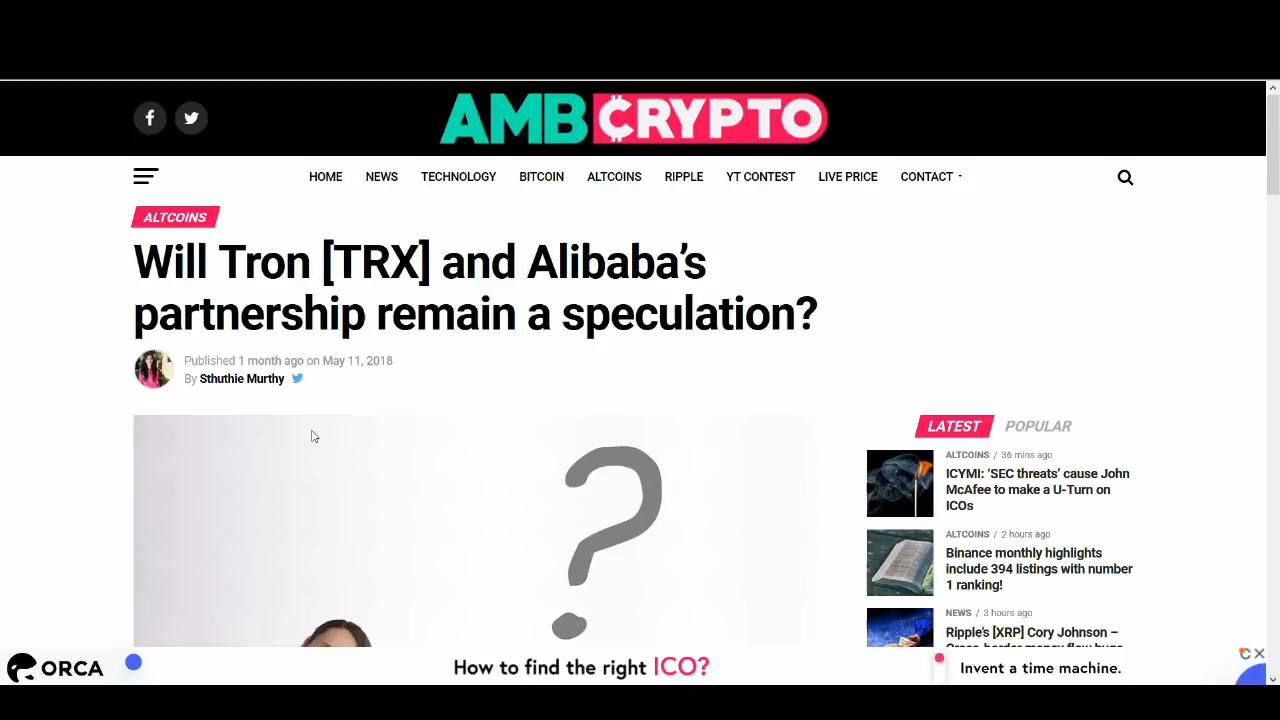 AMBCRYPTO
HOME NEWS TECHNOLOGY BITCOIN ALTCOINS RIPPLE YT CONTEST LIVE PRICE CONTACT
ALTCOINS
Will Tron [TRX] and Alibaba's
partnership remain a speculation?
Published 1 month ago on May 11, 2018
By Sthuthie Murthy
LATEST POPULAR
ALTCOINS / 36 mins ago
ICYMI: 'SEC threats' cause John
McAfee to make a U-Turn on
ICOs
ALTCOINS / 2 hours ago
Binance monthly highlights
include 394 listings with number
1 ranking!
NEWS / 3 hours ago
Ripple's [XRP] Cory Johnson –
ORCA
How to find the right ICO?
Invent a time machine.